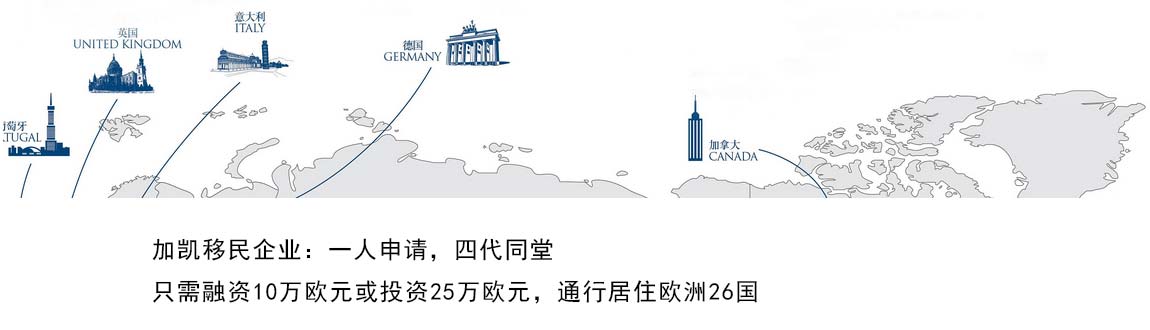 意大利
ITALY
英国
UNITED KINGDOM
德国
GERMANY
萄牙
TUGAL
加拿大
CANADA
加凯移民企业：一人申请，四代同堂
只需融资10万欧元或投资25万欧元，通行居住欧洲26国